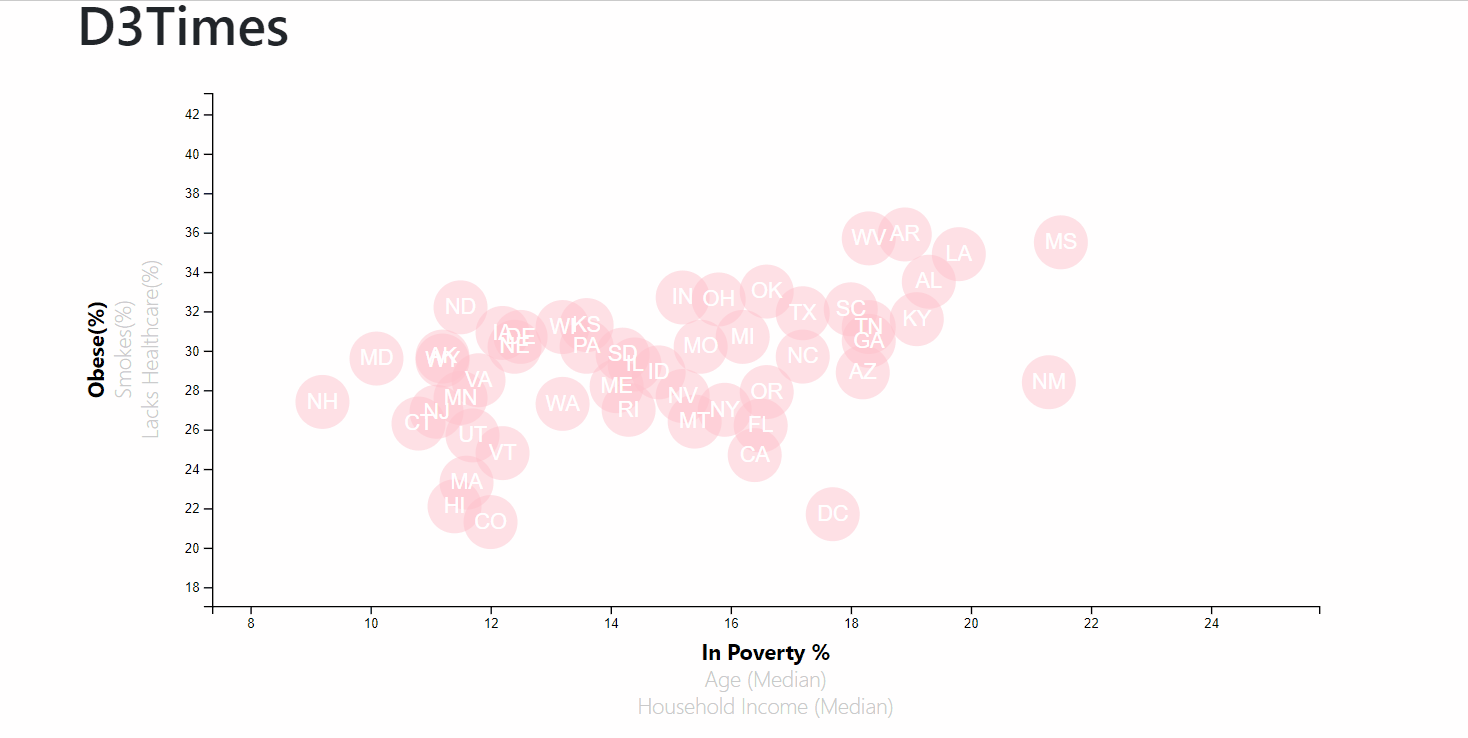 D3Times
42
40
38
36
34
32
30
28
26
24
22
20
18
Obese(%)
Smokes(%)
Lacks Healthcare(%)
WV AR MS
LA
AL
IN OH OK
ND TX SC KY
IA DE WI KS TN
NE PA MO MI GA
MD AK WY SD IL NC
VA ME ID AZ NM
NH MN WA RI NV NY OR
CT NJ MT FL
UT VT CA
MA
HI CO DC
8 10 12 14 16 18 20 22 24
In Poverty %
Age (Median)
Household Income (Median)